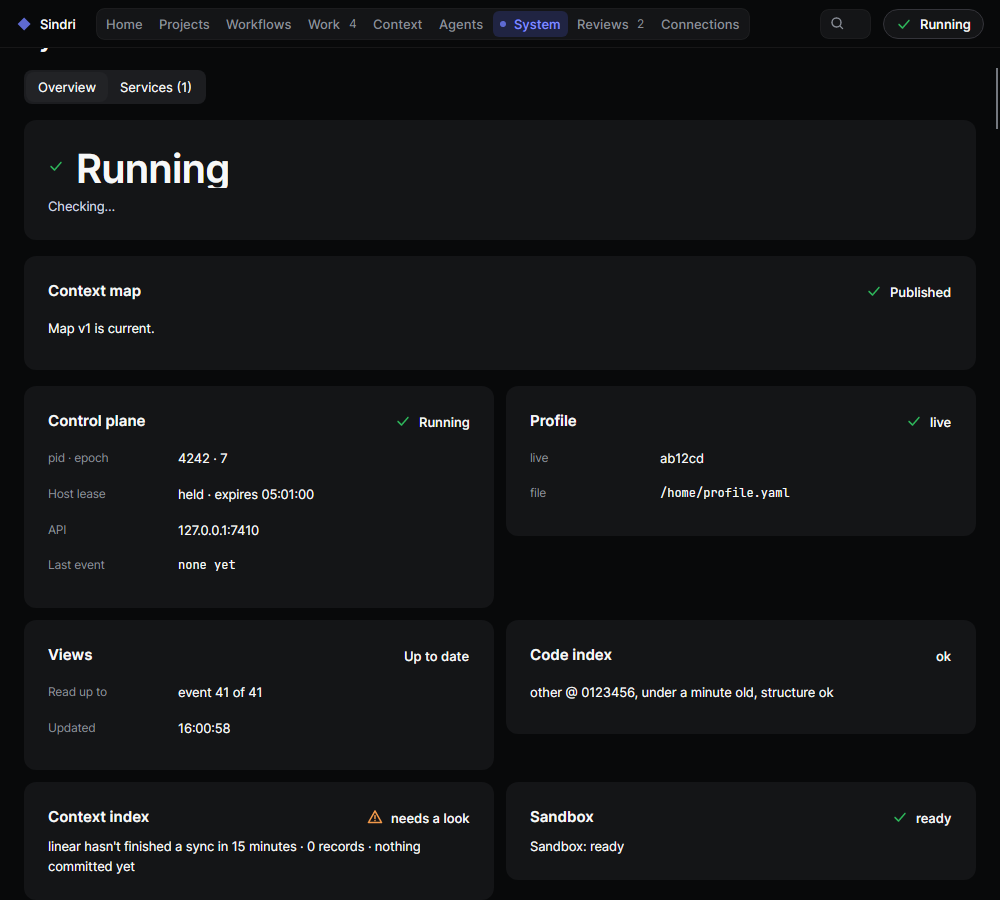 Sindri
Home Projects Workflows Work 4 Context Agents System Reviews 2 Connections
Running
Overview Services (1)
Running
Checking...
Context map
Published
Map v1 is current.
Control plane
Running
pid · epoch 4242 · 7
Host lease held · expires 05:01:00
API 127.0.0.1:7410
Last event none yet
Profile
live
live ab12cd
file /home/profile.yaml
Views
Up to date
Read up to event 41 of 41
Updated 16:00:58
Code index
ok
other @ 0123456, under a minute old, structure ok
Context index
needs a look
linear hasn't finished a sync in 15 minutes · 0 records · nothing
committed yet
Sandbox
ready
Sandbox: ready